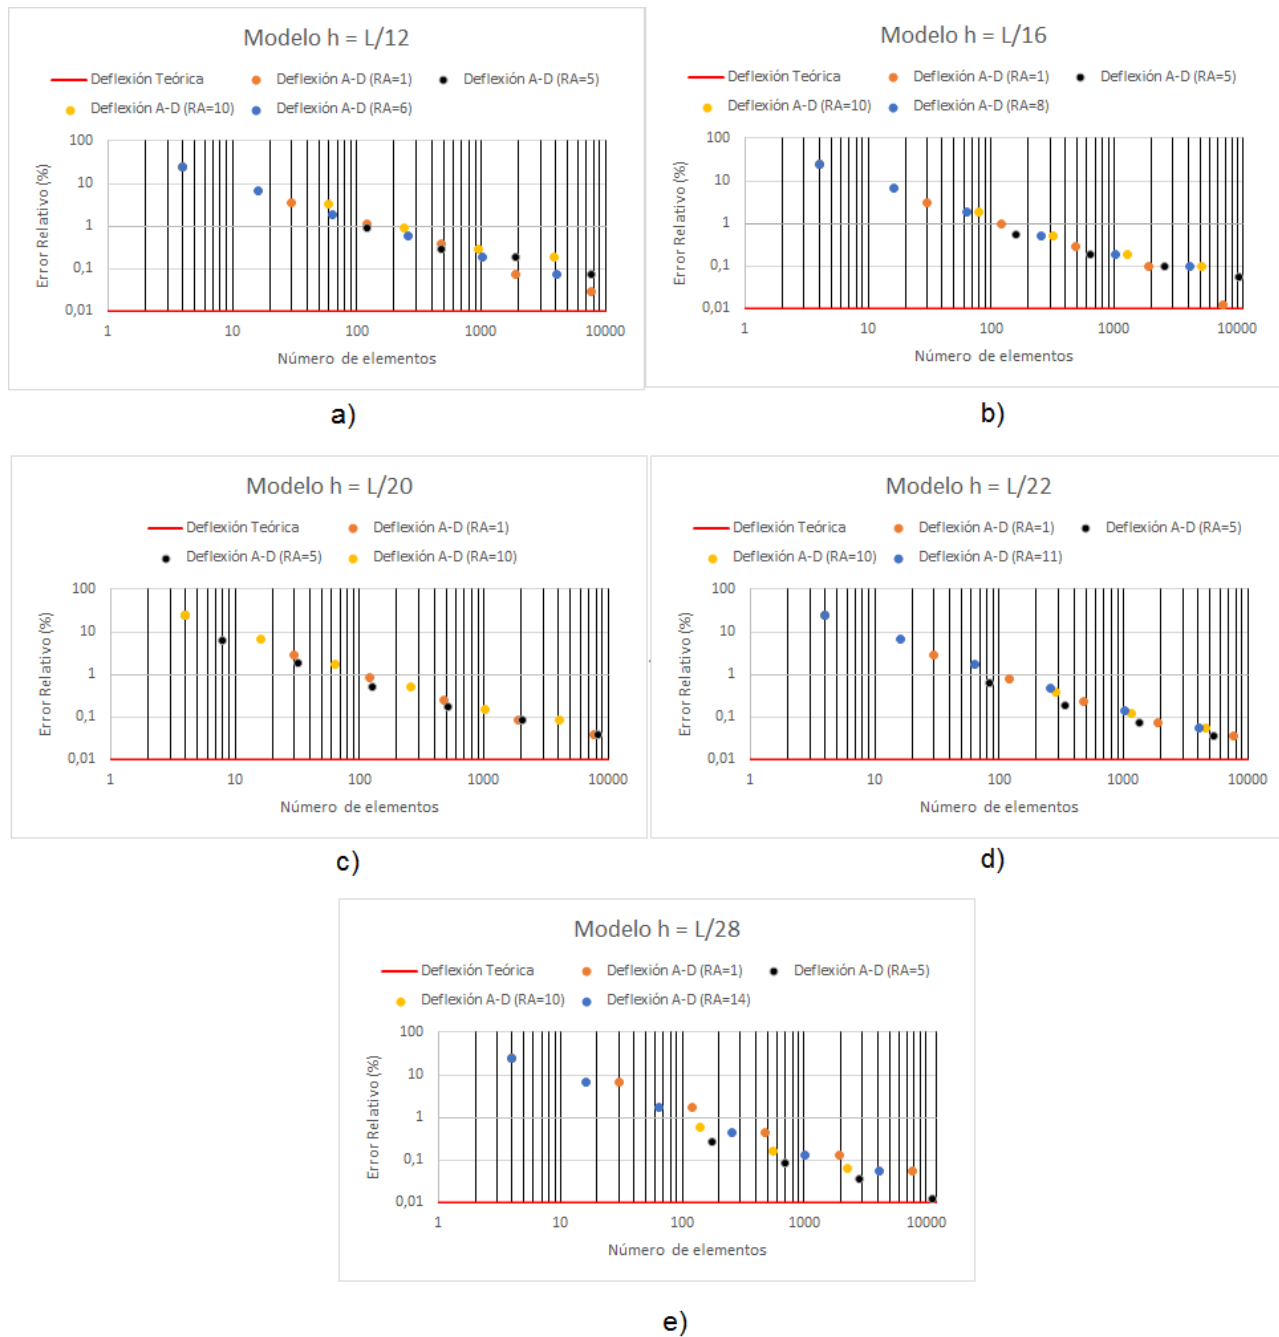 Modelo h = L/12
Deflexión Teórica Deflexión A-D (RA=1) Deflexión A-D (RA=5)
Deflexión A-D (RA=10) Deflexión A-D (RA=6)
100
10
1
0,1
0,01
Error Relativo (%)
1 10 100 1000 10000
Número de elementos
a)
Modelo h = L/16
Deflexión Teórica Deflexión A-D (RA=1) Deflexión A-D (RA=5)
Deflexión A-D (RA=10) Deflexión A-D (RA=8)
100
10
1
0,1
0,01
Error Relativo (%)
1 10 100 1000 10000
Número de elementos
b)
Modelo h = L/20
Deflexión Teórica Deflexión A-D (RA=1)
Deflexión A-D (RA=5) Deflexión A-D (RA=10)
100
10
1
0,1
0,01
Error Relativo (%)
1 10 100 1000 10000
Número de elementos
c)
Modelo h = L/22
Deflexión Teórica Deflexión A-D (RA=1) Deflexión A-D (RA=5)
Deflexión A-D (RA=10) Deflexión A-D (RA=11)
100
10
1
0,1
0,01
Error Relativo (%)
1 10 100 1000 10000
Número de elementos
d)
Modelo h = L/28
Deflexión Teórica Deflexión A-D (RA=1) Deflexión A-D (RA=5)
Deflexión A-D (RA=10) Deflexión A-D (RA=14)
100
10
1
0,1
0,01
Error Relativo (%)
1 10 100 1000 10000
Número de elementos
e)